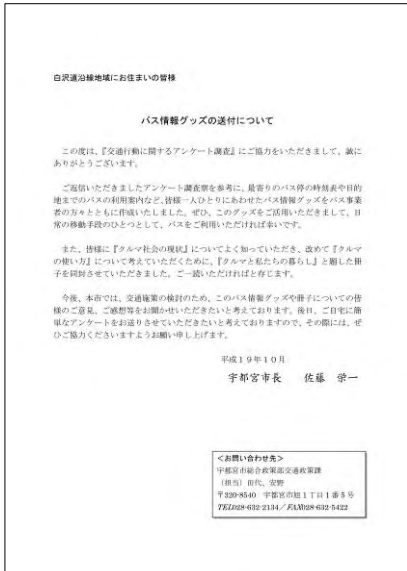 白沢道沿線地域にお住まいの皆様
バス情報グッズの送付について
この度は、『交通行動に関するアンケート調査』にご協力をいただきまして、誠に
ありがとうございます。
ご返信いただきましたアンケート調査票を参考に、最寄りのバス停の時刻表や目的
地までのバスの利用案内など、皆様一人ひとりにあわせたバス情報グッズをバス事業
者の方々とともに作成いたしました。ぜひ、このグッズをご活用いただきまして、日
常の移動手段のひとつとして、バスをご利用いただければ幸いです。
また、皆様に『クルマ社会の現状』についてよく知っていただき、改めて『クルマ
の使い方』について考えていただくために、『クルマと私たちの暮らし』と題した冊
子を同封させていただきました。ご一読いただければと存じます。
今後、本市では、交通施策の検討のため、このバス情報グッズや冊子についての皆
様のご意見、ご感想等をお聞かせいただきたいと考えております。後日、ご自宅に簡
単なアンケートをお送りさせていただきたいと考えておりますので、その際には、ぜ
ひご協力くださいますようお願い申し上げます。
平成19年10月
宇都宮市長 佐藤 栄一
＜お問い合わせ先＞
宇都宮市総合政策部交通政策課
（担当）田代、安野
〒320-8540 宇都宮市旭1丁目1番5号
TEL028-632-2134／FAX028-632-5422